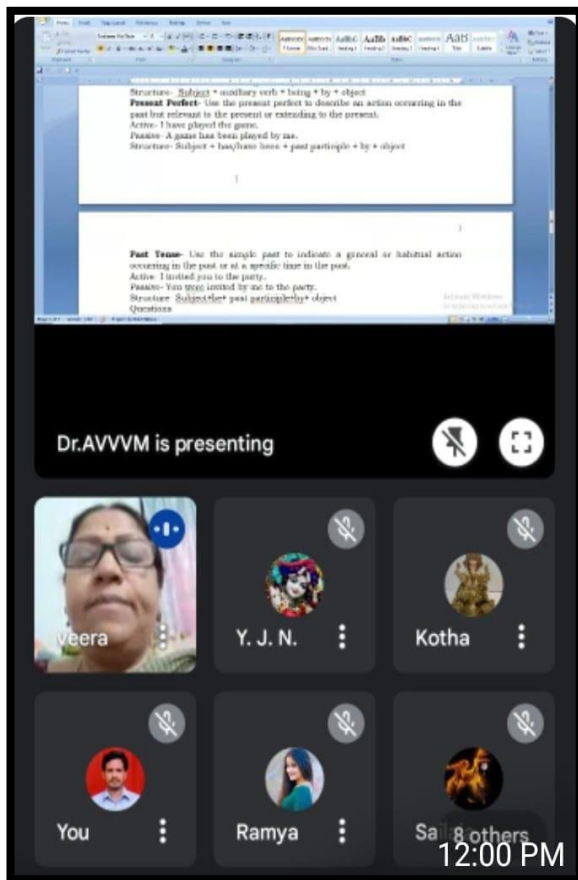 Structure- Subject + auxiliary verb + being + by + object
Present Perfect- Use the present perfect to describe an action occurring in the
past but relevant to the present or extending to the present.
Active- I have played the game.
Passive- A game has been played by me.
Structure- Subject + has/have been + past participle + by + object
Past Tense- Use the simple past to indicate a general or habitual action
occurring in the past or at a specific time in the past.
Active- I invited you to the party.
Passive- You were invited by me to the party.
Structure Subject+be+ past participle+by+ object
Questions
Activate Windows
Dr.AVVVM is presenting
veera
Y. J. N.
Kotha
You
Ramya
Sa
8 others
12:00 PM